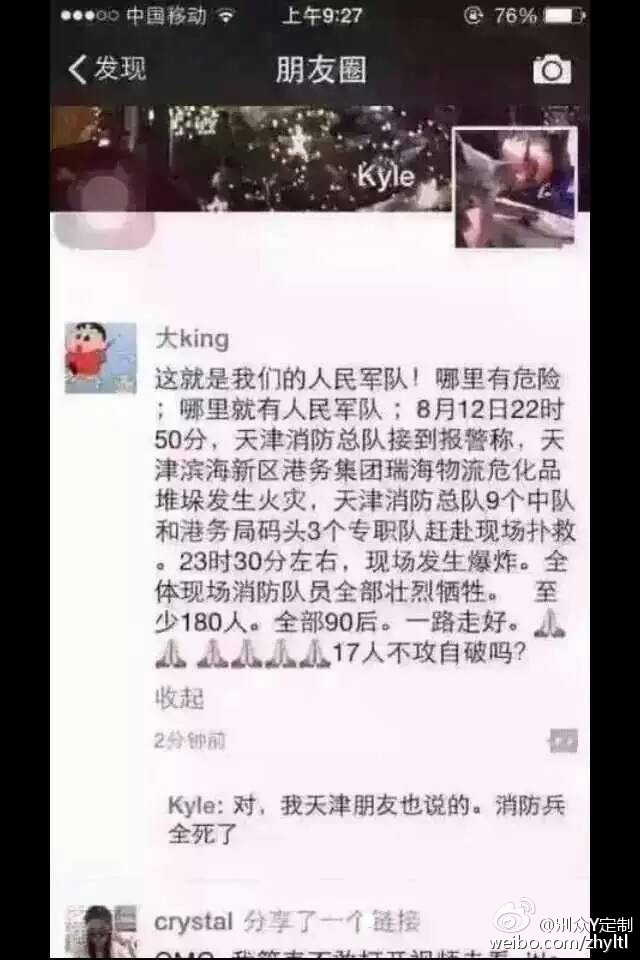 中国移动 上午9:27 76%
发现 朋友圈
Kyle
大king
这就是我们的人民军队！哪里有危险
；哪里就有人民军队；8月12日22时
50分，天津消防总队接到报警称，天
津滨海新区港务集团瑞海物流危化品
堆垛发生火灾，天津消防总队9个中队
和港务局码头3个专职队赶赴现场扑救
。23时30分左右，现场发生爆炸。全
体现场消防队员全部壮烈牺牲。 至
少180人。全部90后。一路走好。🙏
🙏 🙏🙏🙏🙏17人不攻自破吗？
收起
2分钟前
Kyle: 对，我天津朋友也说的。消防兵
全死了
crystal 分享了一个链接
@洲众Y定制
weibo.com/zhyltl